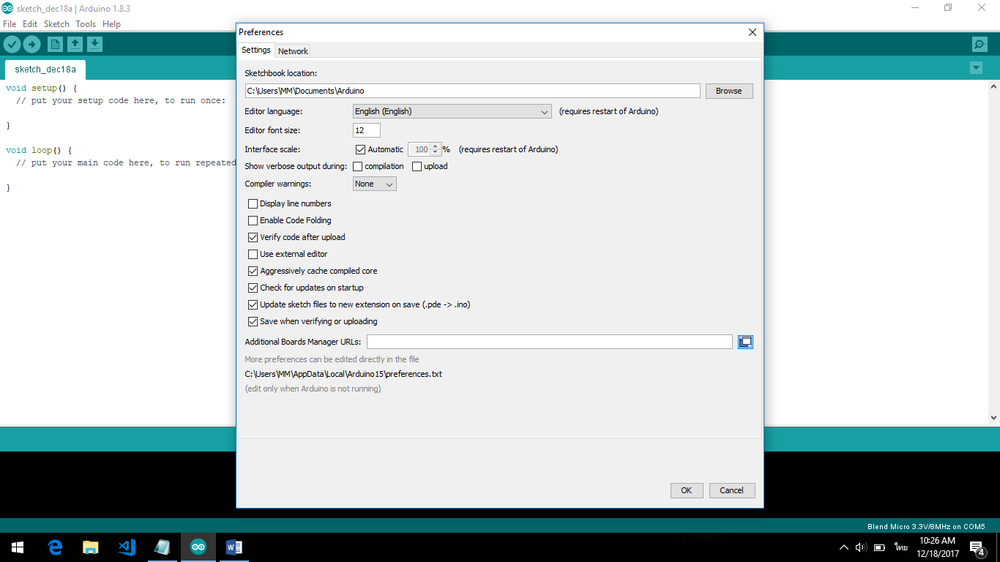 sketch_dec18a | Arduino 1.8.3
File Edit Sketch Tools Help
sketch_dec18a
void setup() {
// put your setup code here, to run once:
}
void loop() {
// put your main code here, to run repeated
}
Preferences
Settings Network
Sketchbook location:
C:\Users\MM\Documents\Arduino Browse
Editor language: English (English) (requires restart of Arduino)
Editor font size: 12
Interface scale: Automatic 100 % (requires restart of Arduino)
Show verbose output during: compilation upload
Compiler warnings: None
Display line numbers
Enable Code Folding
Verify code after upload
Use external editor
Aggressively cache compiled core
Check for updates on startup
Update sketch files to new extension on save (.pde -> .ino)
Save when verifying or uploading
Additional Boards Manager URLs:
More preferences can be edited directly in the file
C:\Users\MM\AppData\Local\Arduino15\preferences.txt
(edit only when Arduino is not running)
OK Cancel
Blend Micro 3.3V/8MHz on COM5
ไทย 10:26 AM 4
12/18/2017